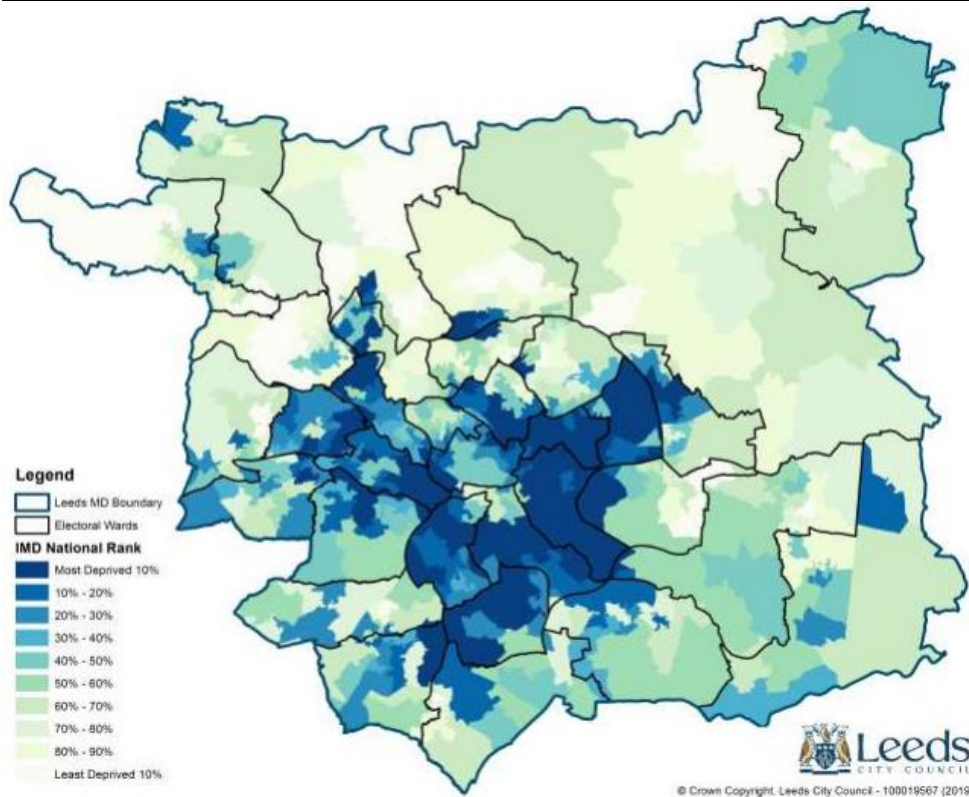 Legend
Leeds MD Boundary
Electoral Wards
IMD National Rank
Most Deprived 10%
10% - 20%
20% - 30%
30% - 40%
40% - 50%
50% - 60%
60% - 70%
70% - 80%
80% - 90%
Least Deprived 10%
Leeds
CITY COUNCIL
© Crown Copyright. Leeds City Council - 100019567 (2019